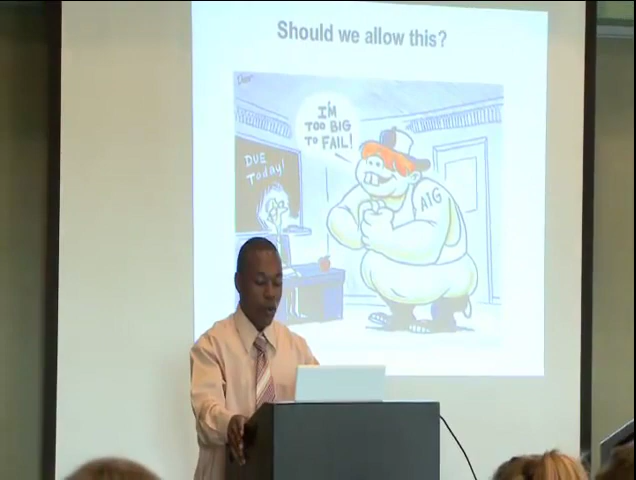 Should we allow this?
I'M
TOO BIG
TO FAIL!
DUE
Today!
AIG